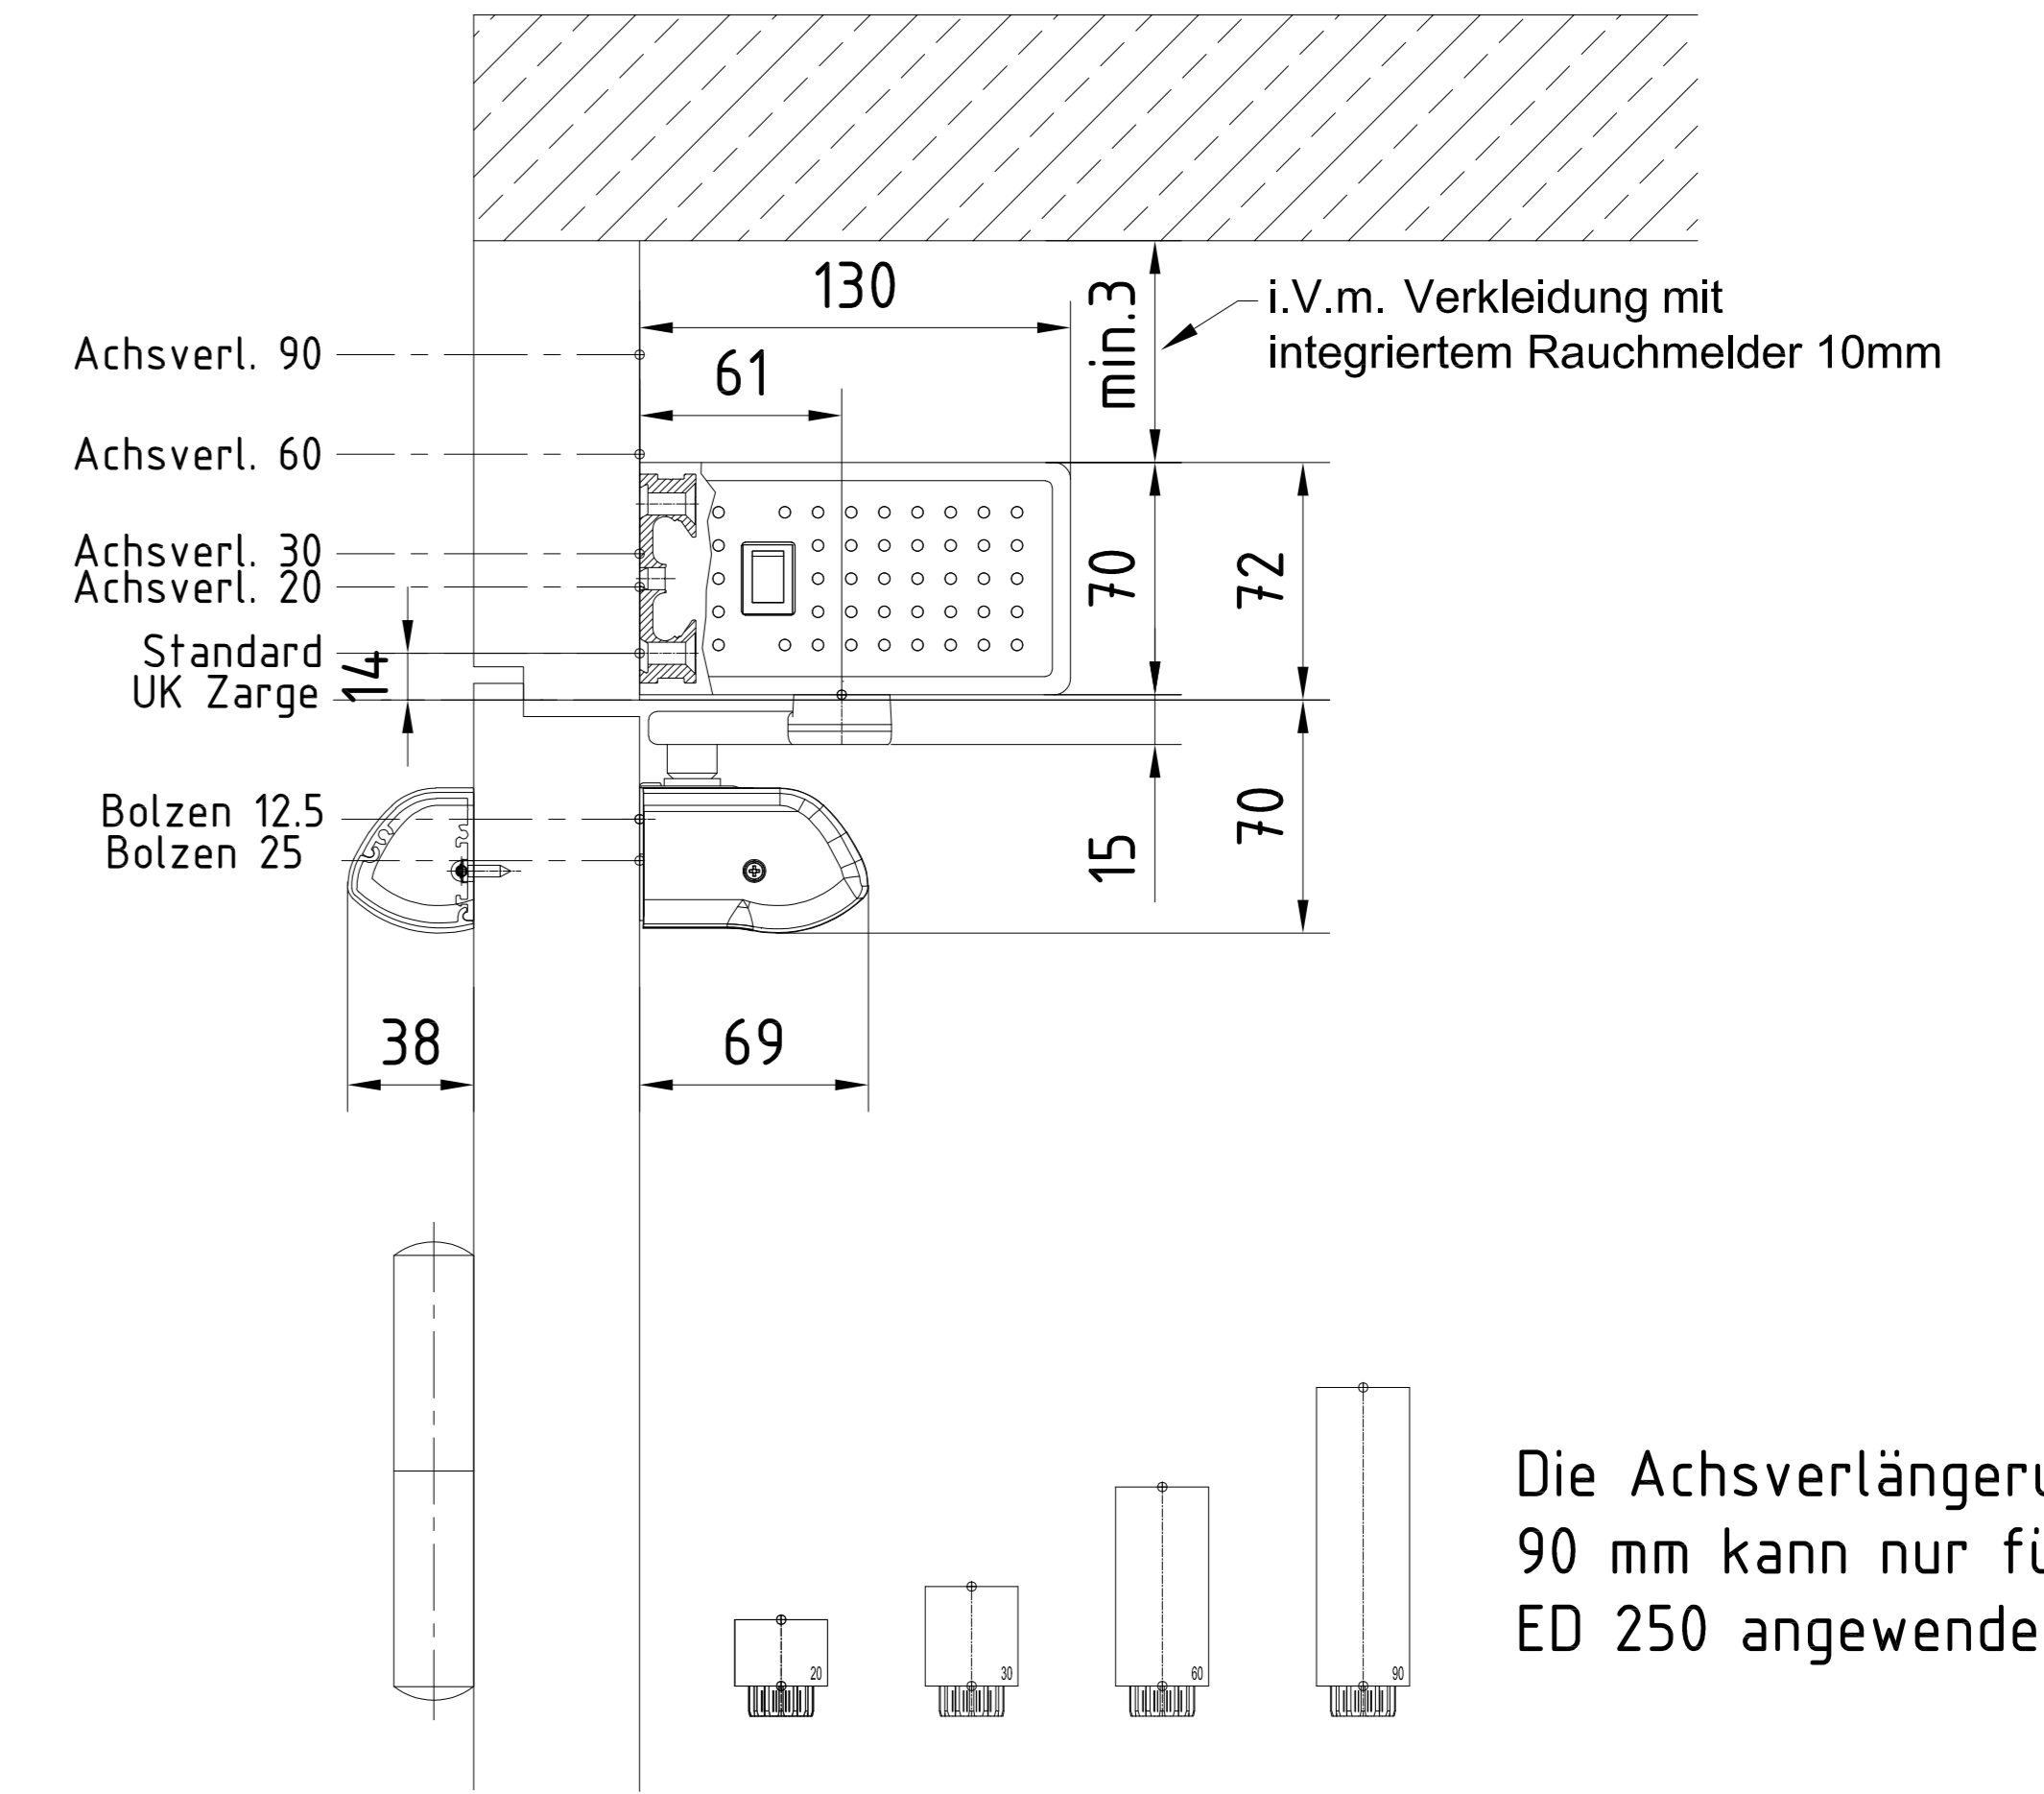 130
min.3
i.V.m. Verkleidung mit
integriertem Rauchmelder 10mm
Achsverl. 90
61
Achsverl. 60
Achsverl. 30
Achsverl. 20
70
72
Standard
14
UK Zarge
Bolzen 12.5
Bolzen 25
15
70
38
69
Die Achsverlängeru
90 mm kann nur fü
ED 250 angewende
20
30
60
90